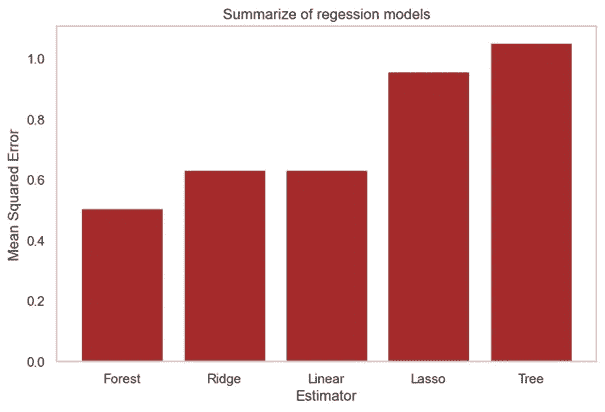 Summarize of regession models
1.0
0.8
0.6
0.4
0.2
0.0
Mean Squared Error
Forest Ridge Linear Lasso Tree
Estimator